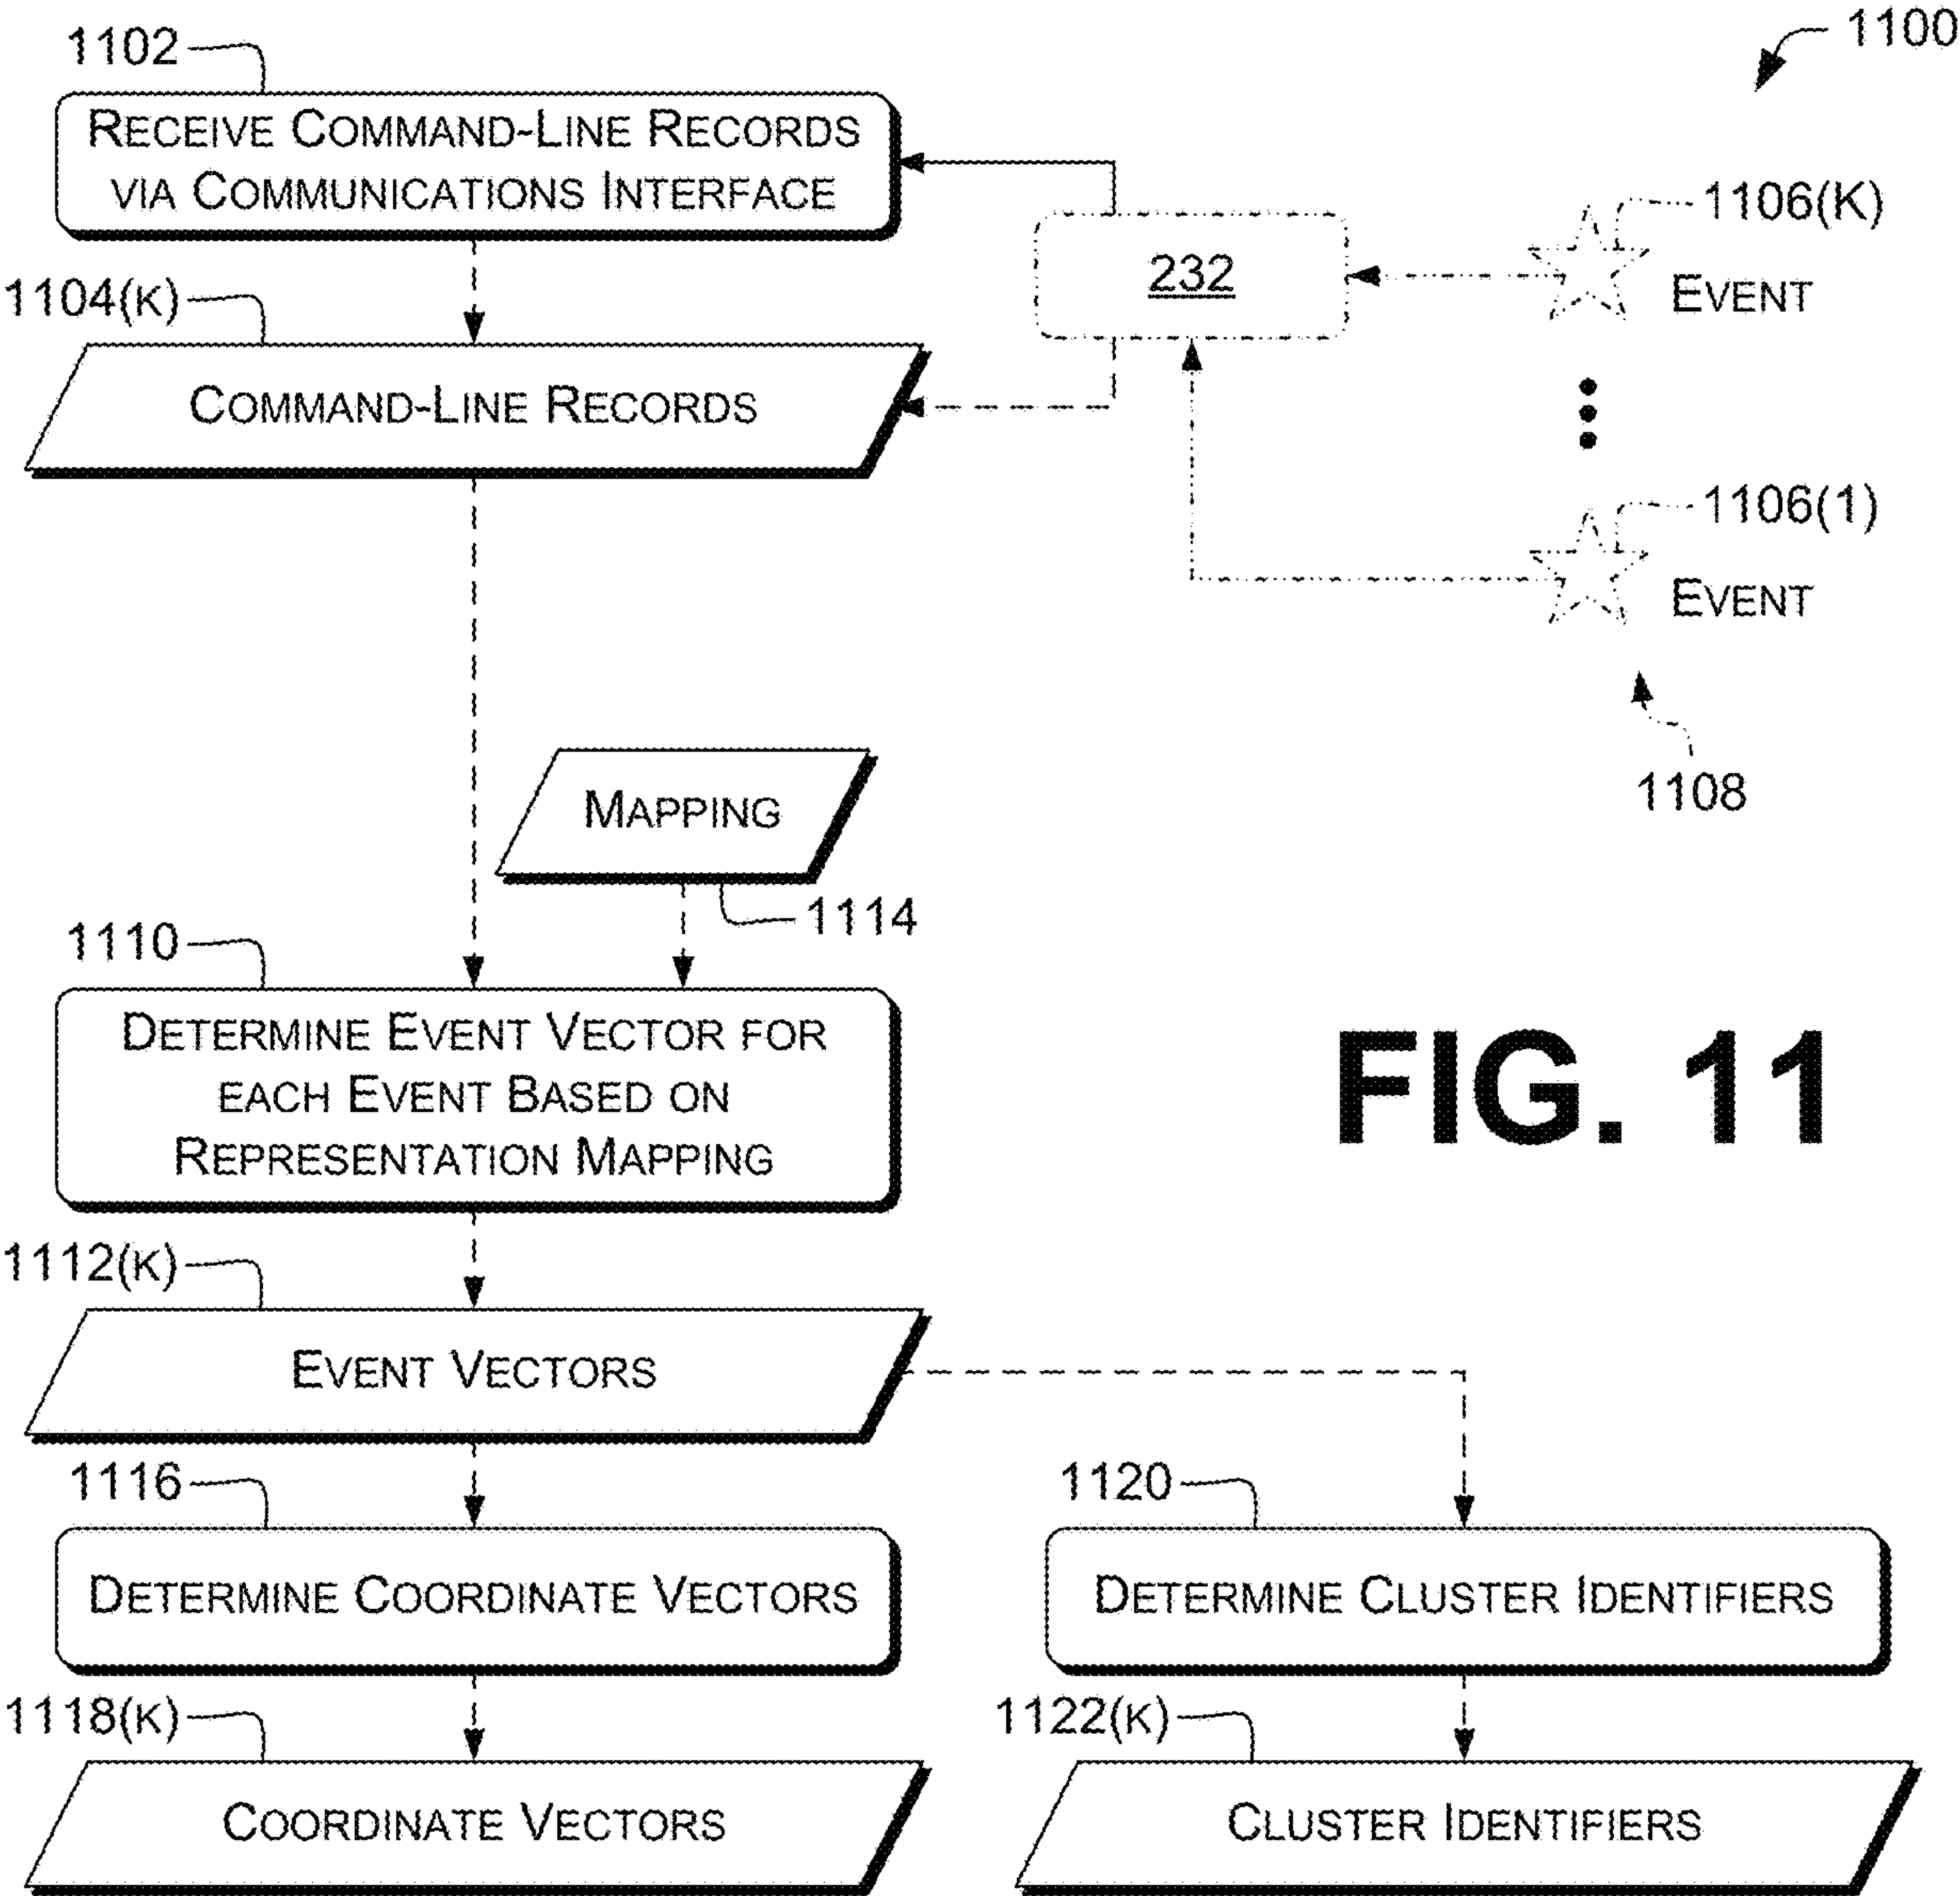 1100
1102
RECEIVE COMMAND-LINE RECORDS
VIA COMMUNICATIONS INTERFACE
1106(K)
232
EVENT
1104(K)
COMMAND-LINE RECORDS
1106(1)
EVENT
1108
MAPPING
1114
1110
DETERMINE EVENT VECTOR FOR
EACH EVENT BASED ON
REPRESENTATION MAPPING
FIG. 11
1112(K)
EVENT VECTORS
1116
DETERMINE COORDINATE VECTORS
1120
DETERMINE CLUSTER IDENTIFIERS
1118(K)
COORDINATE VECTORS
1122(K)
CLUSTER IDENTIFIERS